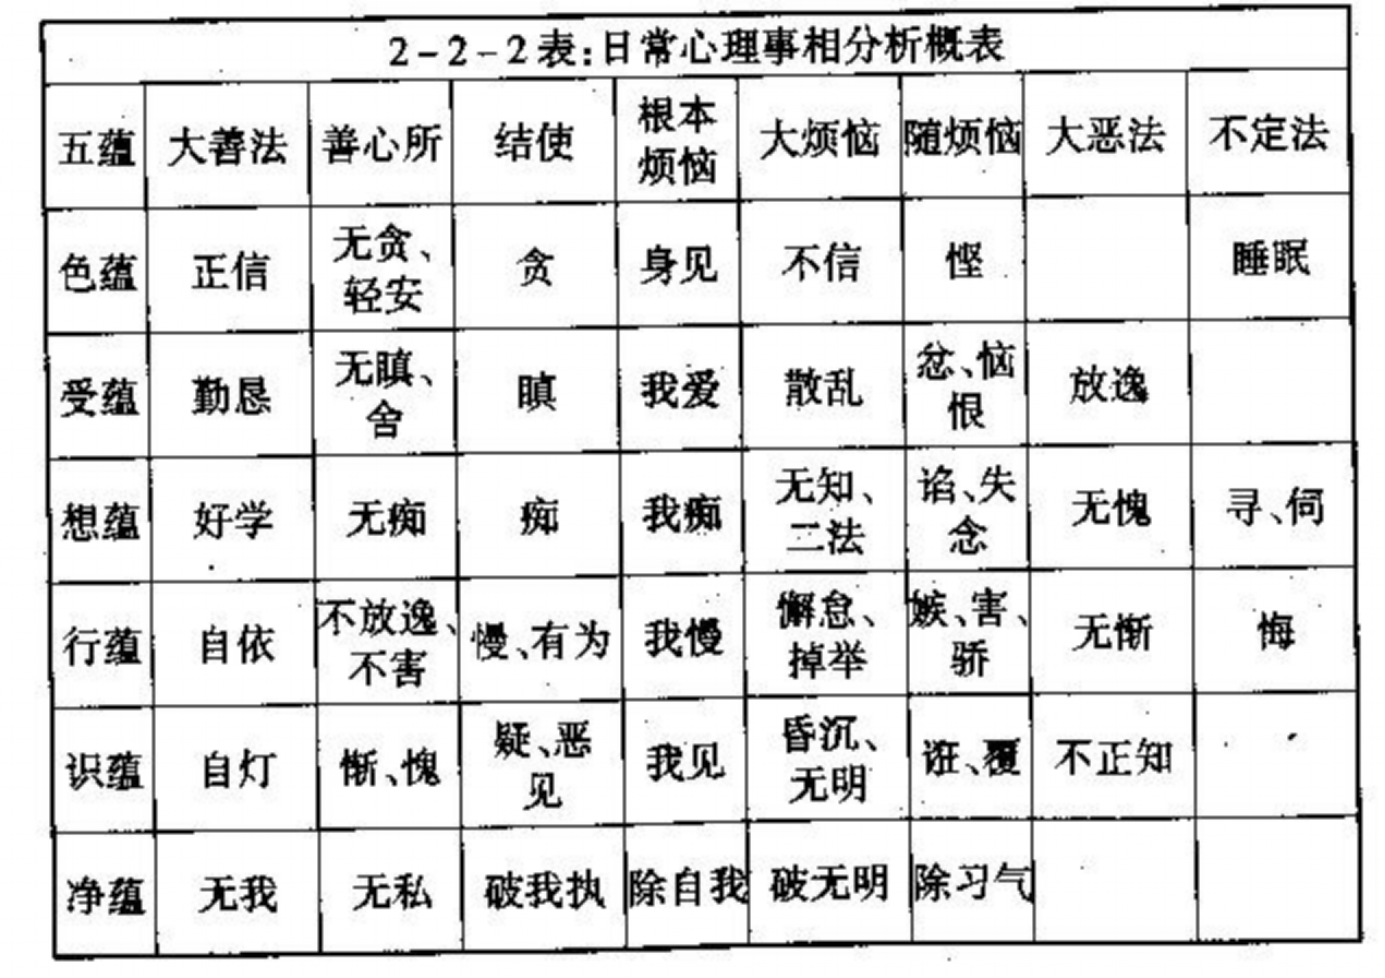 2-2-2表:日常心理事相分析概表
五蕴 大善法 善心所 结使 根本烦恼 大烦恼 随烦恼 大恶法 不定法
色蕴 正信 无贪、轻安 贪 身见 不信 悭 睡眠
受蕴 勤恳 无瞋、舍 瞋 我爱 散乱 忿、恼恨 放逸
想蕴 好学 无痴 痴 我痴 无知、二法 谄、失念 无愧 寻、伺
行蕴 自依 不放逸、不害 慢、有为 我慢 懈怠、掉举 嫉、害、骄 无惭 悔
识蕴 自灯 惭、愧 疑、恶见 我见 昏沉、无明 诳、覆 不正知
净蕴 无我 无私 破我执 除自我 破无明 除习气